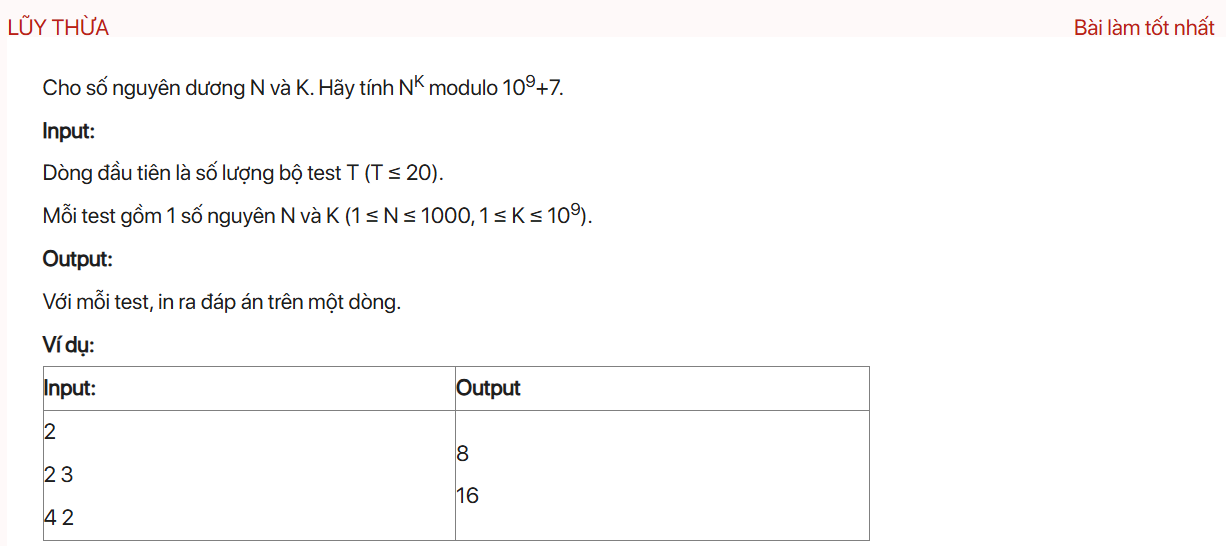 LŨY THỪA Bài làm tốt nhất
Cho số nguyên dương N và K. Hãy tính N^K modulo 10^9+7.
Input:
Dòng đầu tiên là số lượng bộ test T (T ≤ 20).
Mỗi test gồm 1 số nguyên N và K (1 ≤ N ≤ 1000, 1 ≤ K ≤ 10^9).
Output:
Với mỗi test, in ra đáp án trên một dòng.
Ví dụ:
Input: Output
2
2 3
4 2
8
16